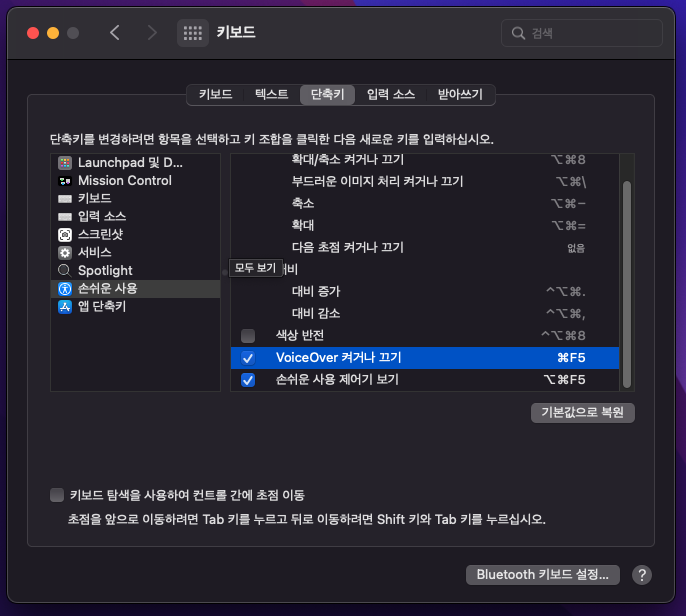 키보드
검색
키보드
텍스트
단축키
입력 소스
받아쓰기
단축키를 변경하려면 항목을 선택하고 키 조합을 클릭한 다음 새로운 키를 입력하십시오.
Launchpad 및 D...
Mission Control
키보드
입력 소스
스크린샷
서비스
Spotlight
손쉬운 사용
앱 단축키
확대/축소 켜거나 끄기 ⌥⌘8
부드러운 이미지 처리 켜거나 끄기 ⌥⌘\
축소 ⌥⌘-
확대 ⌥⌘=
다음 초점 켜거나 끄기 없음
모두 보기
대비 증가 ^⌥⌘.
대비 감소 ^⌥⌘,
색상 반전 ^⌥⌘8
VoiceOver 켜거나 끄기 ⌘F5
손쉬운 사용 제어기 보기 ⌥⌘F5
기본값으로 복원
키보드 탐색을 사용하여 컨트롤 간에 초점 이동
초점을 앞으로 이동하려면 Tab 키를 누르고 뒤로 이동하려면 Shift 키와 Tab 키를 누르십시오.
Bluetooth 키보드 설정...
?